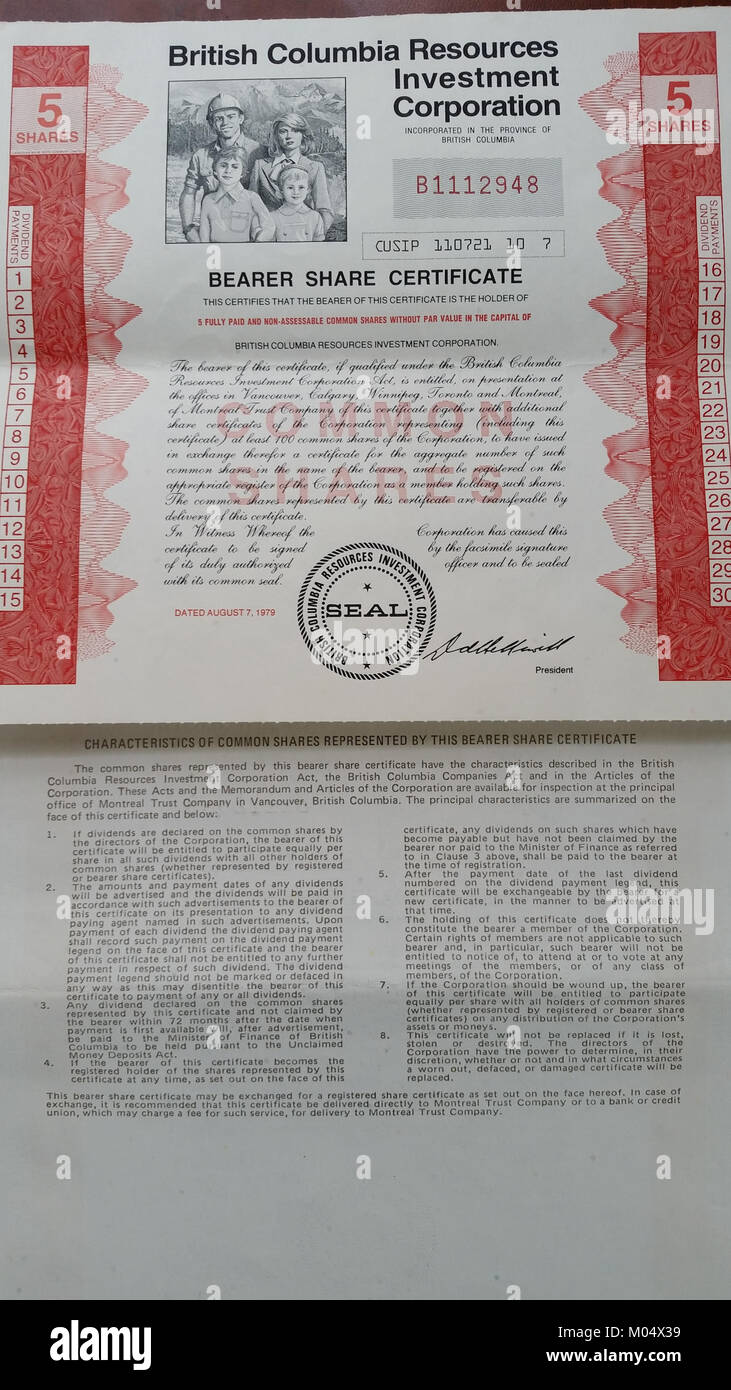 British Columbia Resources
Investment
Corporation
INCORPORATED IN THE PROVINCE OF
BRITISH COLUMBIA
5
SHARES
5
SHARES
B1112948
CUSIP 110721 10 7
BEARER SHARE CERTIFICATE
THIS CERTIFIES THAT THE BEARER OF THIS CERTIFICATE IS THE HOLDER OF
5 FULLY PAID AND NON-ASSESSABLE COMMON SHARES WITHOUT PAR VALUE IN THE CAPITAL OF
BRITISH COLUMBIA RESOURCES INVESTMENT CORPORATION.
COMMON
SHARES
The bearer of this certificate, if qualified under the British Columbia
Resources Investment Corporation Act, is entitled, on presentation at
the offices in Vancouver, Calgary, Winnipeg, Toronto and Montreal,
of Montreal Trust Company of this certificate together with additional
share certificates of the Corporation representing (including this
certificate) at least 100 common shares of the Corporation, to have issued
in exchange therefor a certificate for the aggregate number of such
common shares in the name of the bearer, and to be registered on the
appropriate register of the Corporation as a member holding such shares.
The common shares represented by this certificate are transferable by
delivery of this certificate.
In Witness Whereof the Corporation has caused this
certificate to be signed by the facsimile signature
of its duly authorized officer and to be sealed
with its common seal.
DATED AUGUST 7, 1979
BRITISH COLUMBIA RESOURCES INVESTMENT CORPORATION
SEAL
President
DIVIDEND
PAYMENTS
1
2
3
4
5
6
7
8
9
10
11
12
13
14
15
DIVIDEND
PAYMENTS
16
17
18
19
20
21
22
23
24
25
26
27
28
29
30
CHARACTERISTICS OF COMMON SHARES REPRESENTED BY THIS BEARER SHARE CERTIFICATE
The common shares represented by this bearer share certificate have the characteristics described in the British
Columbia Resources Investment Corporation Act, the British Columbia Companies Act and in the Articles of the
Corporation. These Acts and the Memorandum and Articles of the Corporation are available for inspection at the principal
office of Montreal Trust Company in Vancouver, British Columbia. The principal characteristics are summarized on the
face of this certificate and below:
1. If dividends are declared on the common shares by
the directors of the Corporation, the bearer of this
certificate will be entitled to participate equally per
share in all such dividends with all other holders of
common shares (whether represented by registered
or bearer share certificates).
2. The amounts and payment dates of any dividends
will be advertised and the dividends will be paid in
accordance with such advertisements to the bearer of
this certificate on its presentation to any dividend
paying agent named in such advertisements. Upon
payment of each dividend the dividend paying agent
shall record such payment on the dividend payment
legend on the face of this certificate and the bearer
of this certificate shall not be entitled to any further
payment in respect of such dividend. The dividend
payment legend should not be marked or defaced in
any way as this may disentitle the bearer of this
certificate to payment of any or all dividends.
3. Any dividend declared on the common shares
represented by this certificate and not claimed by
the bearer within 72 months after the date when
payment is first available will, after advertisement,
be paid to the Minister of Finance of British
Columbia to be held pursuant to the Unclaimed
Money Deposits Act.
4. If the bearer of this certificate becomes the
registered holder of the shares represented by this
certificate at any time, as set out on the face of this
certificate, any dividends on such shares which have
become payable but have not been claimed by the
bearer nor paid to the Minister of Finance as referred
to in Clause 3 above, shall be paid to the bearer at
the time of registration.
5. After the payment date of the last dividend
numbered on the dividend payment legend, this
certificate will be exchangeable by the bearer for a
new certificate, in the manner to be advertised at
that time.
6. The holding of this certificate does not thereby
constitute the bearer a member of the Corporation.
Certain rights of members are not applicable to such
bearer and, in particular, such bearer will not be
entitled to notice of, to attend at or to vote at any
meetings of the members, or of any class of
members, of the Corporation.
7. If the Corporation should be wound up, the bearer
of this certificate will be entitled to participate
equally per share with all holders of common shares
(whether represented by registered or bearer share
certificates) on any distribution of the Corporation's
assets or moneys.
8. This certificate will not be replaced if it is lost,
stolen or destroyed. The directors of the
Corporation have the power to determine, in their
discretion, whether or not and in what circumstances
a worn out, defaced, or damaged certificate will be
replaced.
This bearer share certificate may be exchanged for a registered share certificate as set out on the face hereof. In case of
exchange, it is recommended that this certificate be delivered directly to Montreal Trust Company or to a bank or credit
union, which may charge a fee for such service, for delivery to Montreal Trust Company.
alamy
alamy
Image ID: M04X39
www.alamy.com